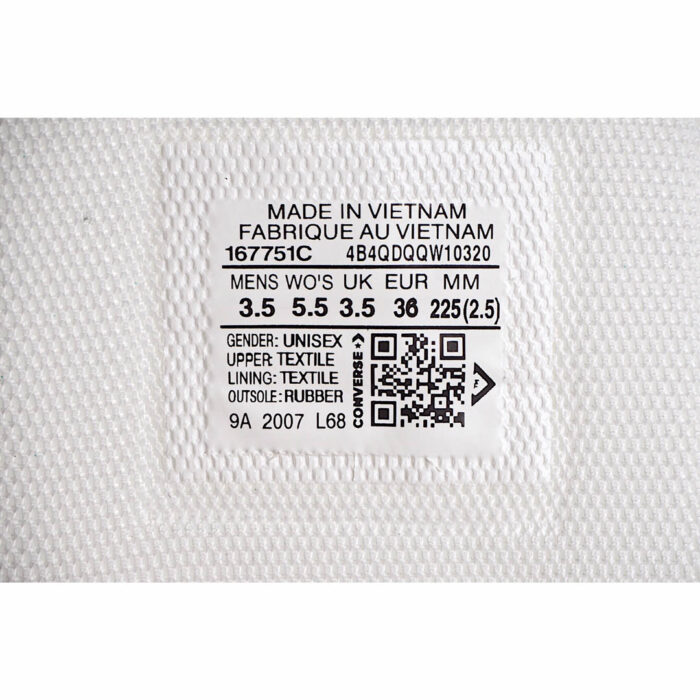 MADE IN VIETNAM
FABRIQUE AU VIETNAM
167751C 4B4QDQQW10320
MENS WO'S UK EUR MM
3.5 5.5 3.5 36 225(2.5)
GENDER: UNISEX
UPPER: TEXTILE
LINING: TEXTILE
OUTSOLE: RUBBER
9A 2007 L68
CONVERSE